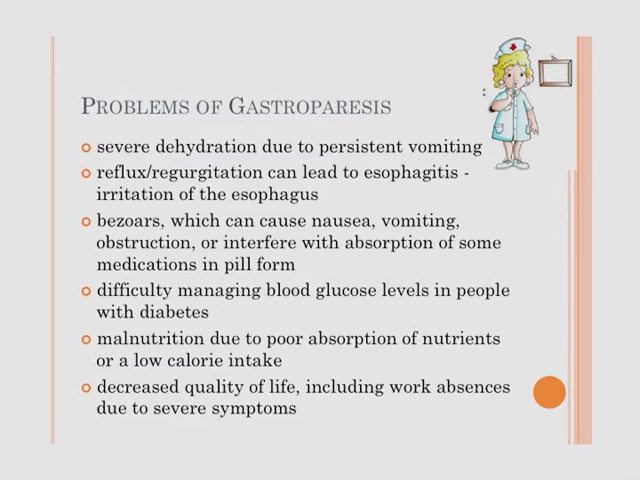 PROBLEMS OF GASTROPARESIS
severe dehydration due to persistent vomiting
reflux/regurgitation can lead to esophagitis -
irritation of the esophagus
bezoars, which can cause nausea, vomiting,
obstruction, or interfere with absorption of some
medications in pill form
difficulty managing blood glucose levels in people
with diabetes
malnutrition due to poor absorption of nutrients
or a low calorie intake
decreased quality of life, including work absences
due to severe symptoms